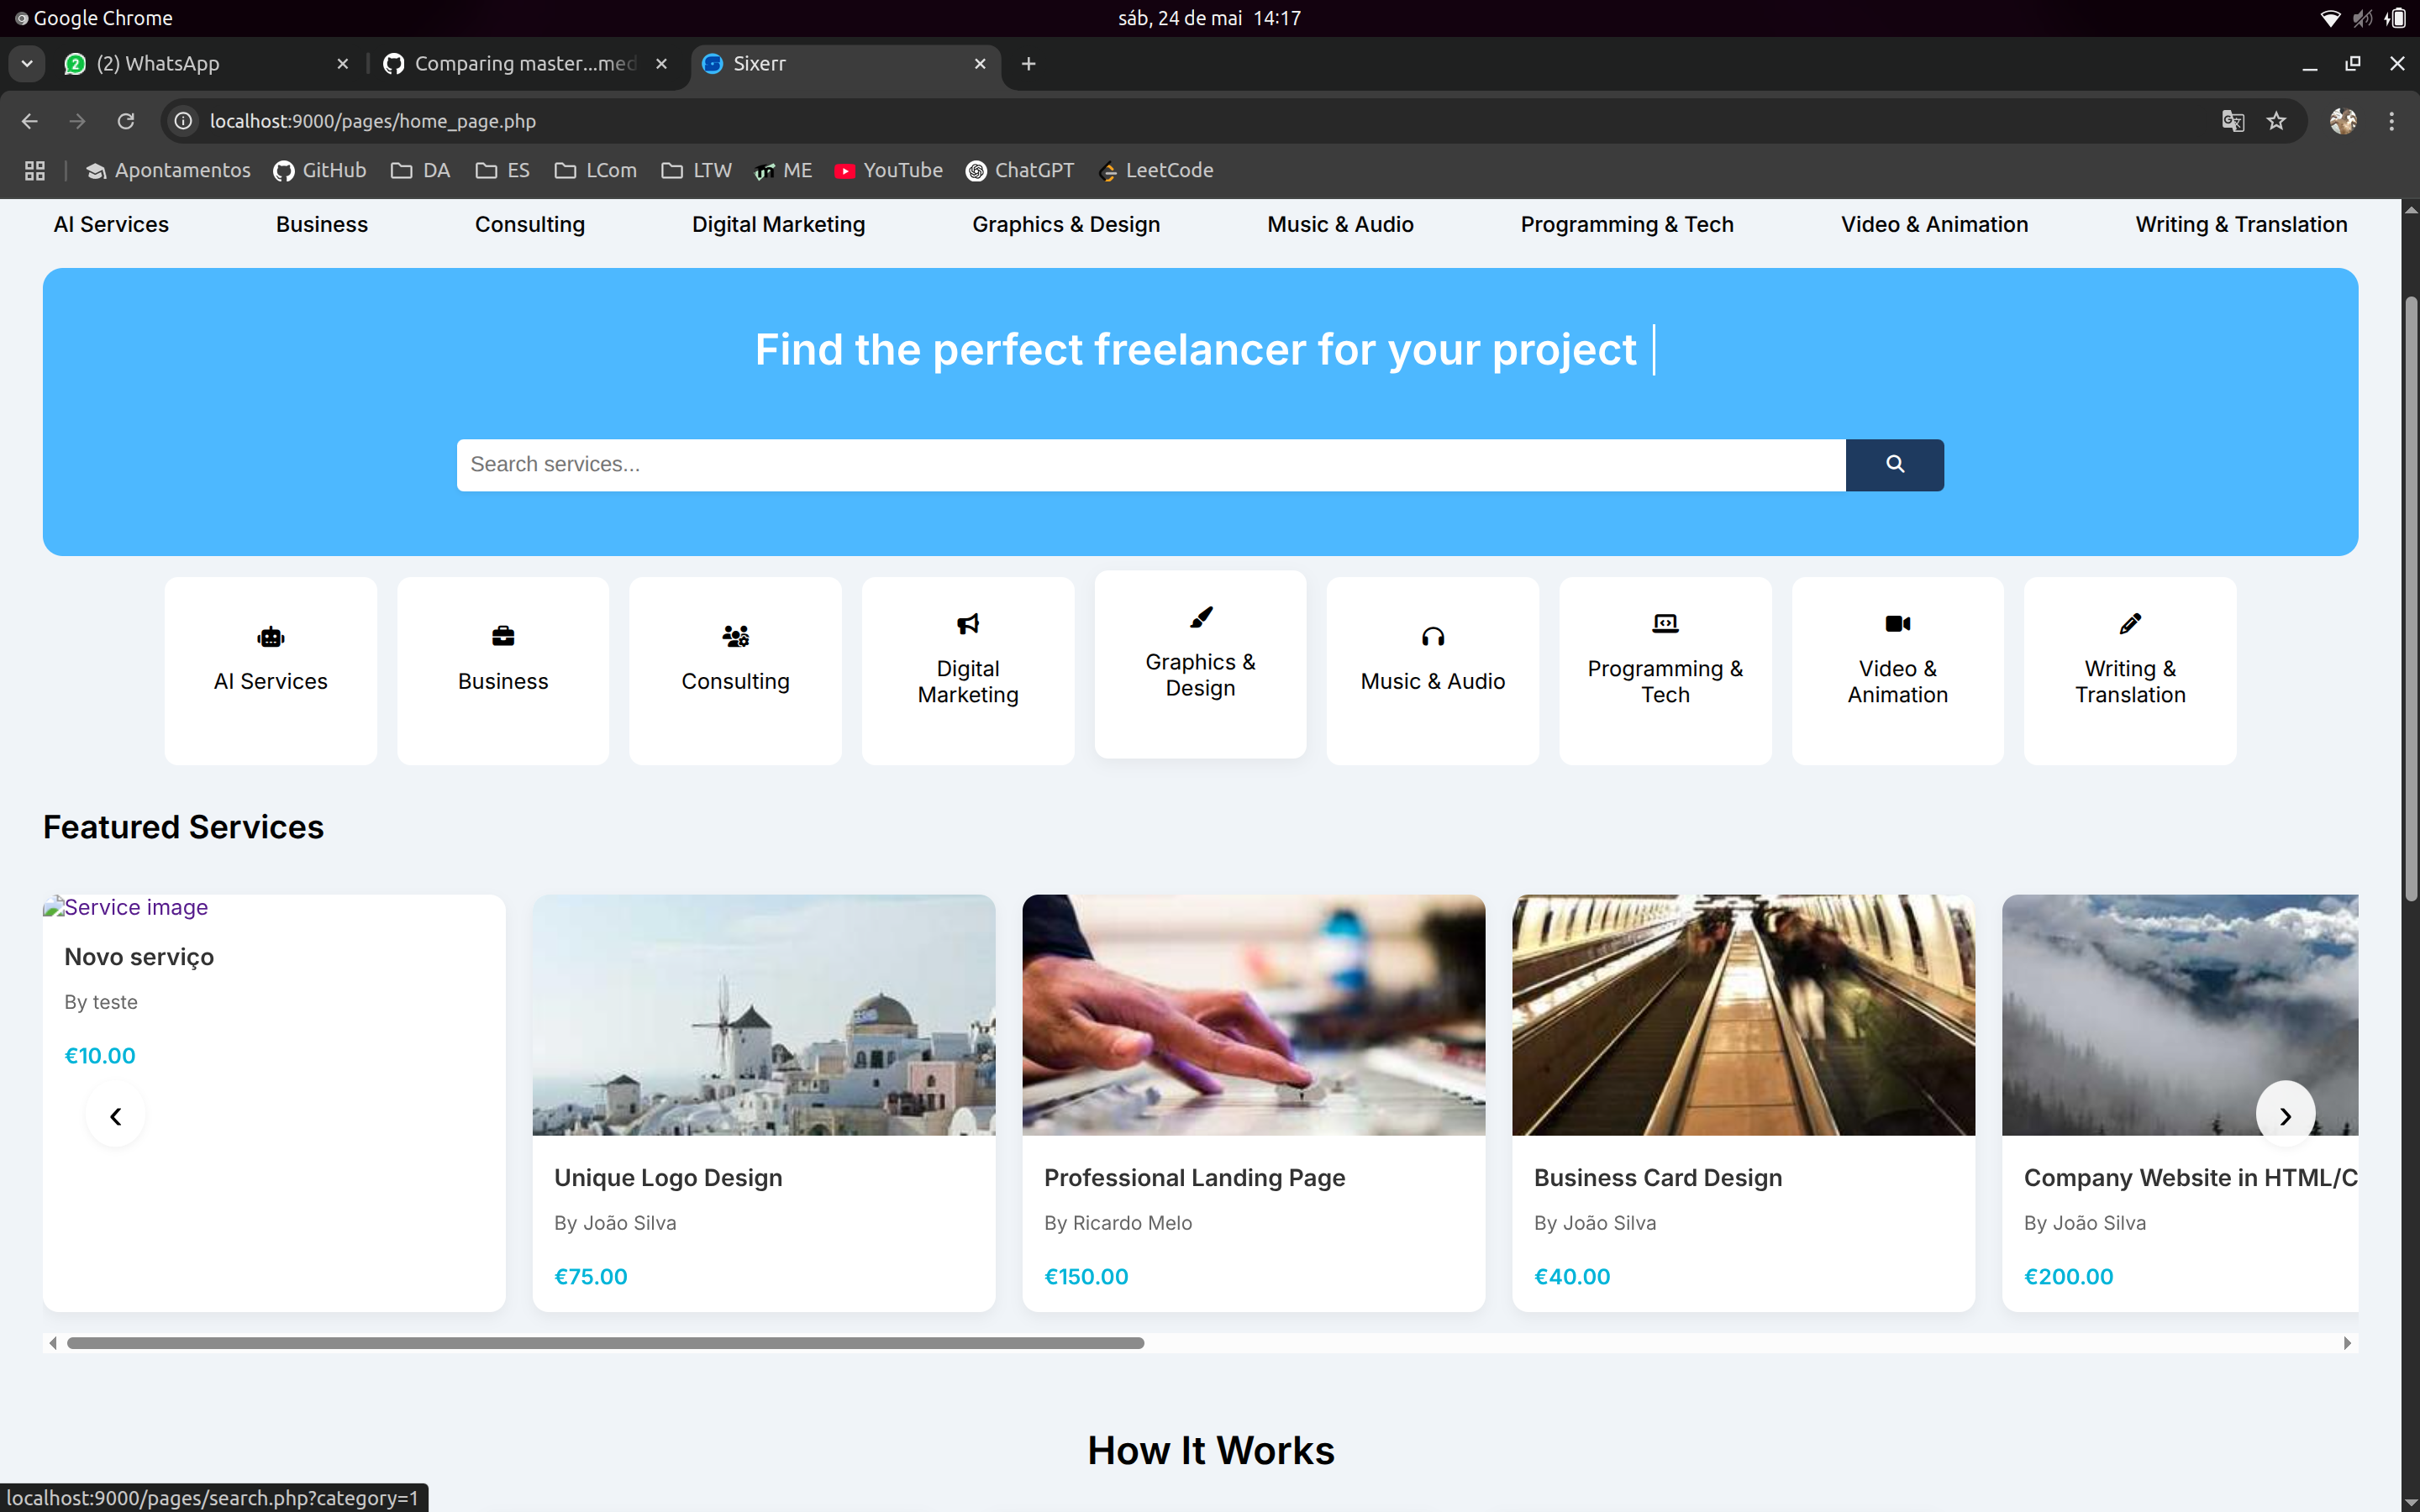 Google Chrome
sáb, 24 de mai 14:17
(2) WhatsApp
Comparing master...med
Sixerr
localhost:9000/pages/home_page.php
Apontamentos
GitHub
DA
ES
LCom
LTW
ME
YouTube
ChatGPT
LeetCode
AI Services
Business
Consulting
Digital Marketing
Graphics & Design
Music & Audio
Programming & Tech
Video & Animation
Writing & Translation
Find the perfect freelancer for your project
Search services...
AI Services
Business
Consulting
Digital
Marketing
Graphics &
Design
Music & Audio
Programming &
Tech
Video &
Animation
Writing &
Translation
Featured Services
Service image
Novo serviço
By teste
€10.00
Unique Logo Design
By João Silva
€75.00
Professional Landing Page
By Ricardo Melo
€150.00
Business Card Design
By João Silva
€40.00
Company Website in HTML/C
By João Silva
€200.00
How It Works
localhost:9000/pages/search.php?category=1